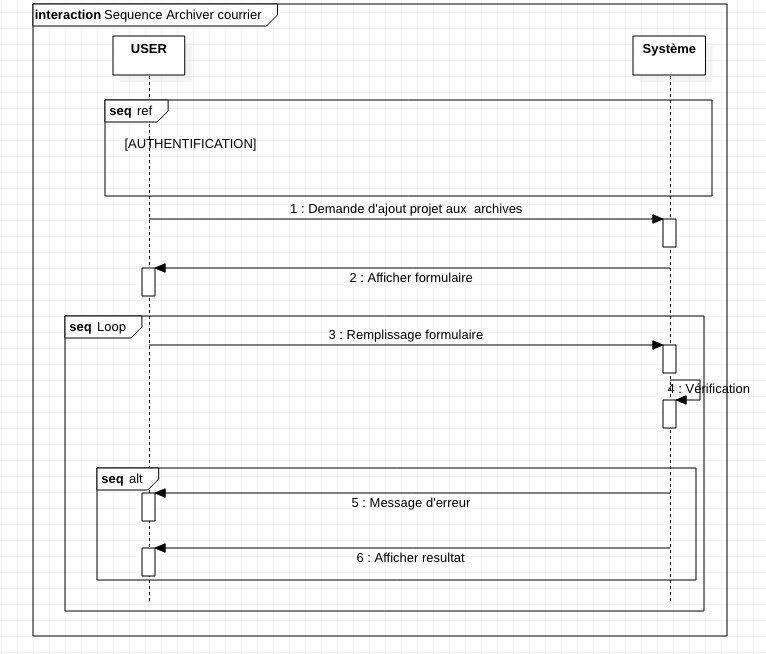 interaction Sequence Archiver courrier
USER
Système
seq ref
[AUTHENTIFICATION]
1 : Demande d'ajout projet aux archives
2 : Afficher formulaire
seq Loop
3 : Remplissage formulaire
4 : Vérification
seq alt
5 : Message d'erreur
6 : Afficher resultat